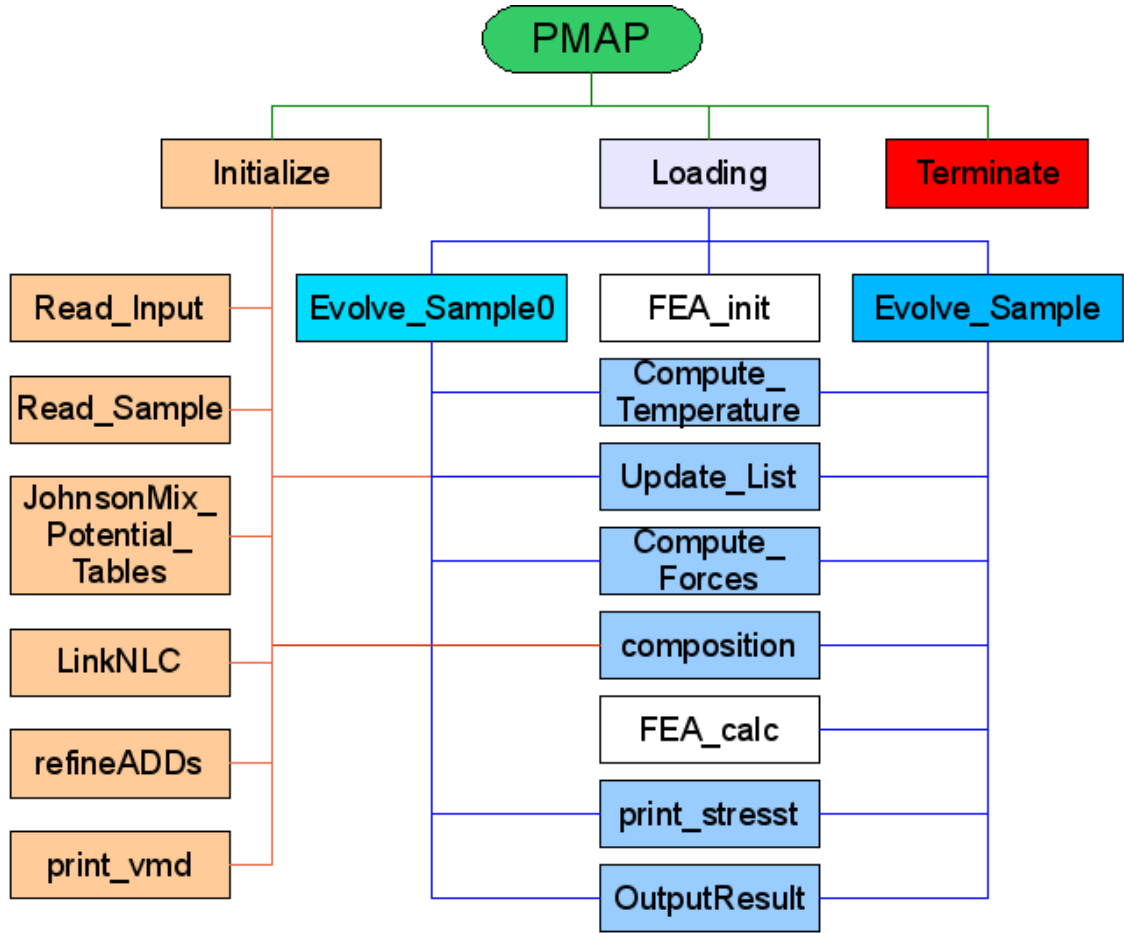 PMAP
Initialize
Loading
Terminate
Read_Input
Evolve_Sample0
FEA_init
Evolve_Sample
Read_Sample
Compute_
Temperature
JohnsonMix_
Potential_
Tables
Update_List
Compute_
Forces
LinkNLC
composition
refineADDs
FEA_calc
print_vmd
print_stresst
OutputResult